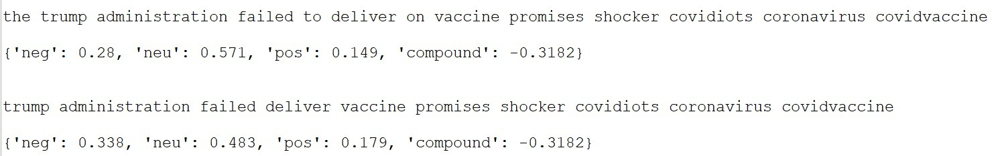 the trump administration failed to deliver on vaccine promises shocker covidiots coronavirus covidvaccine
{'neg': 0.28, 'neu': 0.571, 'pos': 0.149, 'compound': -0.3182}
trump administration failed deliver vaccine promises shocker covidiots coronavirus covidvaccine
{'neg': 0.338, 'neu': 0.483, 'pos': 0.179, 'compound': -0.3182}